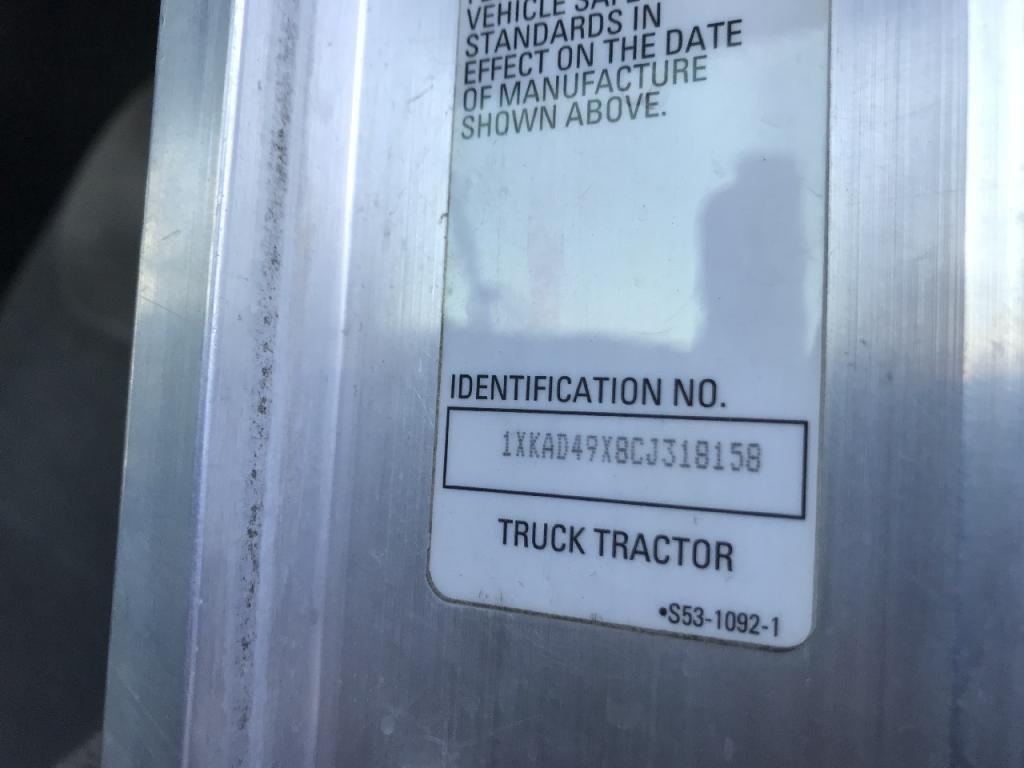 VEHICLE
STANDARDS IN
EFFECT ON THE DATE
OF MANUFACTURE
SHOWN ABOVE.
IDENTIFICATION NO.
1XKAD49X8CJ318158
TRUCK TRACTOR
•S53-1092-1